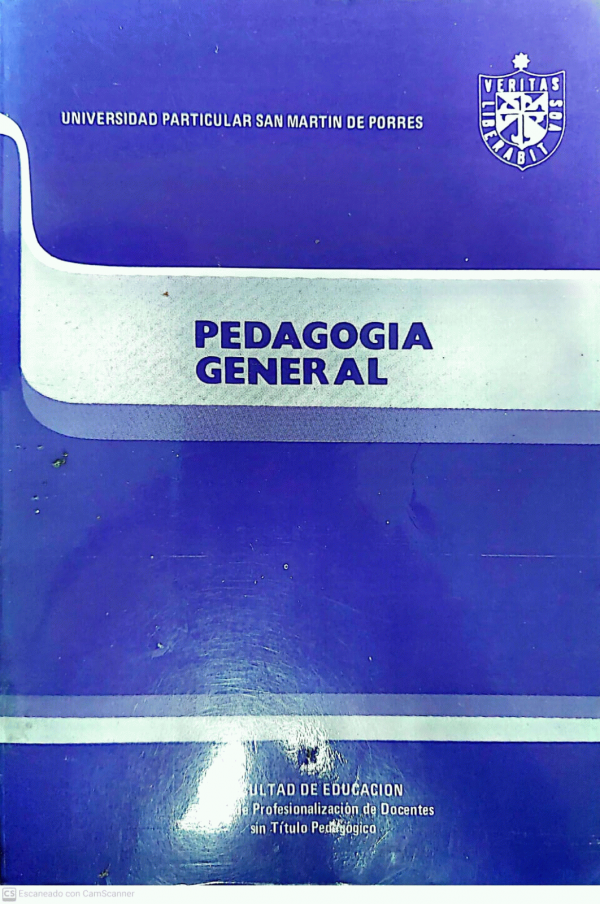 UNIVERSIDAD PARTICULAR SAN MARTIN DE PORRES
VERITAS
LIBERABIT
VOS
PEDAGOGIA
GENERAL
DE EDUCACION
Profesionalización de Docentes
sin Título Pedagógico
CS Escaneado con CamScanner